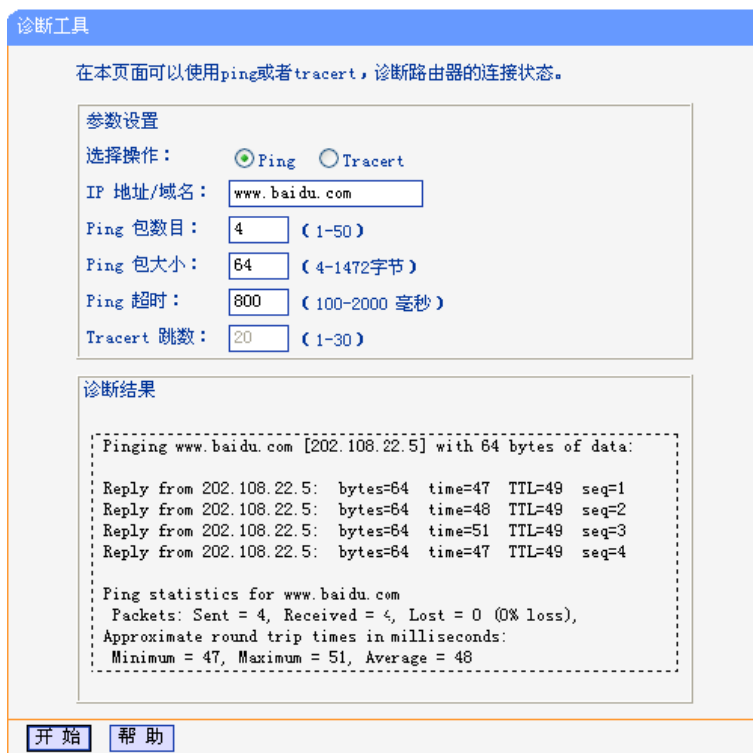 诊断工具
在本页面可以使用ping或者tracert，诊断路由器的连接状态。
参数设置
选择操作： Ping Tracert
IP 地址/域名： www.baidu.com
Ping 包数目： 4 （1-50）
Ping 包大小： 64 （4-1472字节）
Ping 超时： 800 （100-2000 毫秒）
Tracert 跳数： 20 （1-30）
诊断结果
Pinging www.baidu.com [202.108.22.5] with 64 bytes of data:
Reply from 202.108.22.5: bytes=64 time=47 TTL=49 seq=1
Reply from 202.108.22.5: bytes=64 time=48 TTL=49 seq=2
Reply from 202.108.22.5: bytes=64 time=51 TTL=49 seq=3
Reply from 202.108.22.5: bytes=64 time=47 TTL=49 seq=4
Ping statistics for www.baidu.com
Packets: Sent = 4, Received = 4, Lost = 0 (0% loss),
Approximate round trip times in milliseconds:
Minimum = 47, Maximum = 51, Average = 48
开 始 帮 助